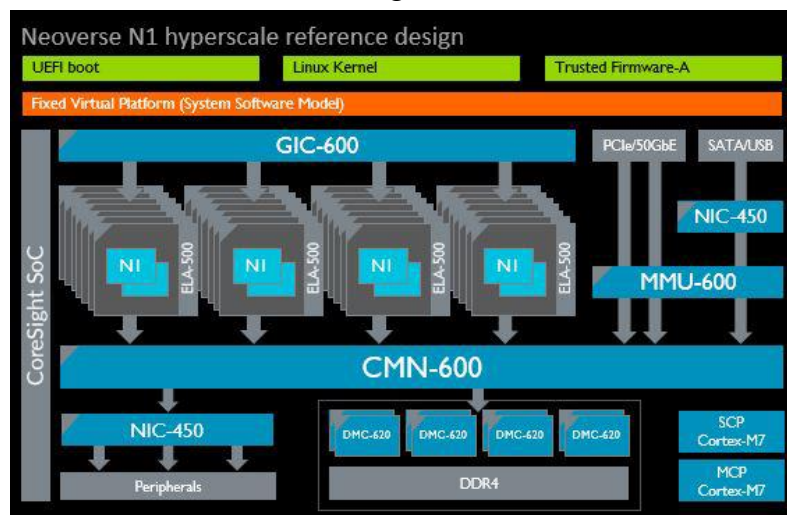 Neoverse N1 hyperscale reference design
UEFI boot
Linux Kernel
Trusted Firmware-A
Fixed Virtual Platform (System Software Model)
CoreSight SoC
GIC-600
PCIe/50GbE
SATA/USB
N1
ELA-500
N1
ELA-500
N1
ELA-500
N1
ELA-500
NIC-450
MMU-600
CMN-600
NIC-450
Peripherals
DMC-620
DMC-620
DMC-620
DMC-620
DDR4
SCP
Cortex-M7
MCP
Cortex-M7